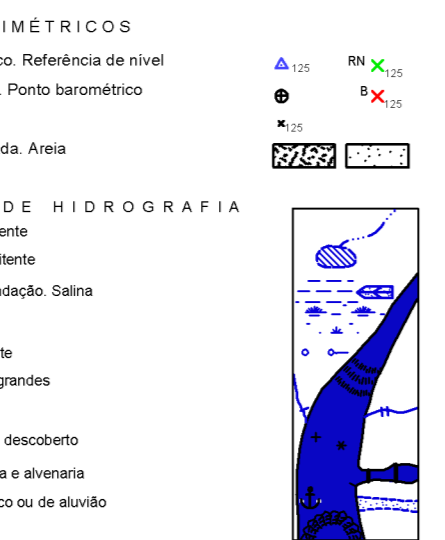 IMÉTRICOS
co. Referência de nível
125
RN
125
. Ponto barométrico
B
125
125
da. Areia
DE HIDROGRAFIA
ente
itente
ndação. Salina
te
grandes
descoberto
a e alvenaria
co ou de aluvião